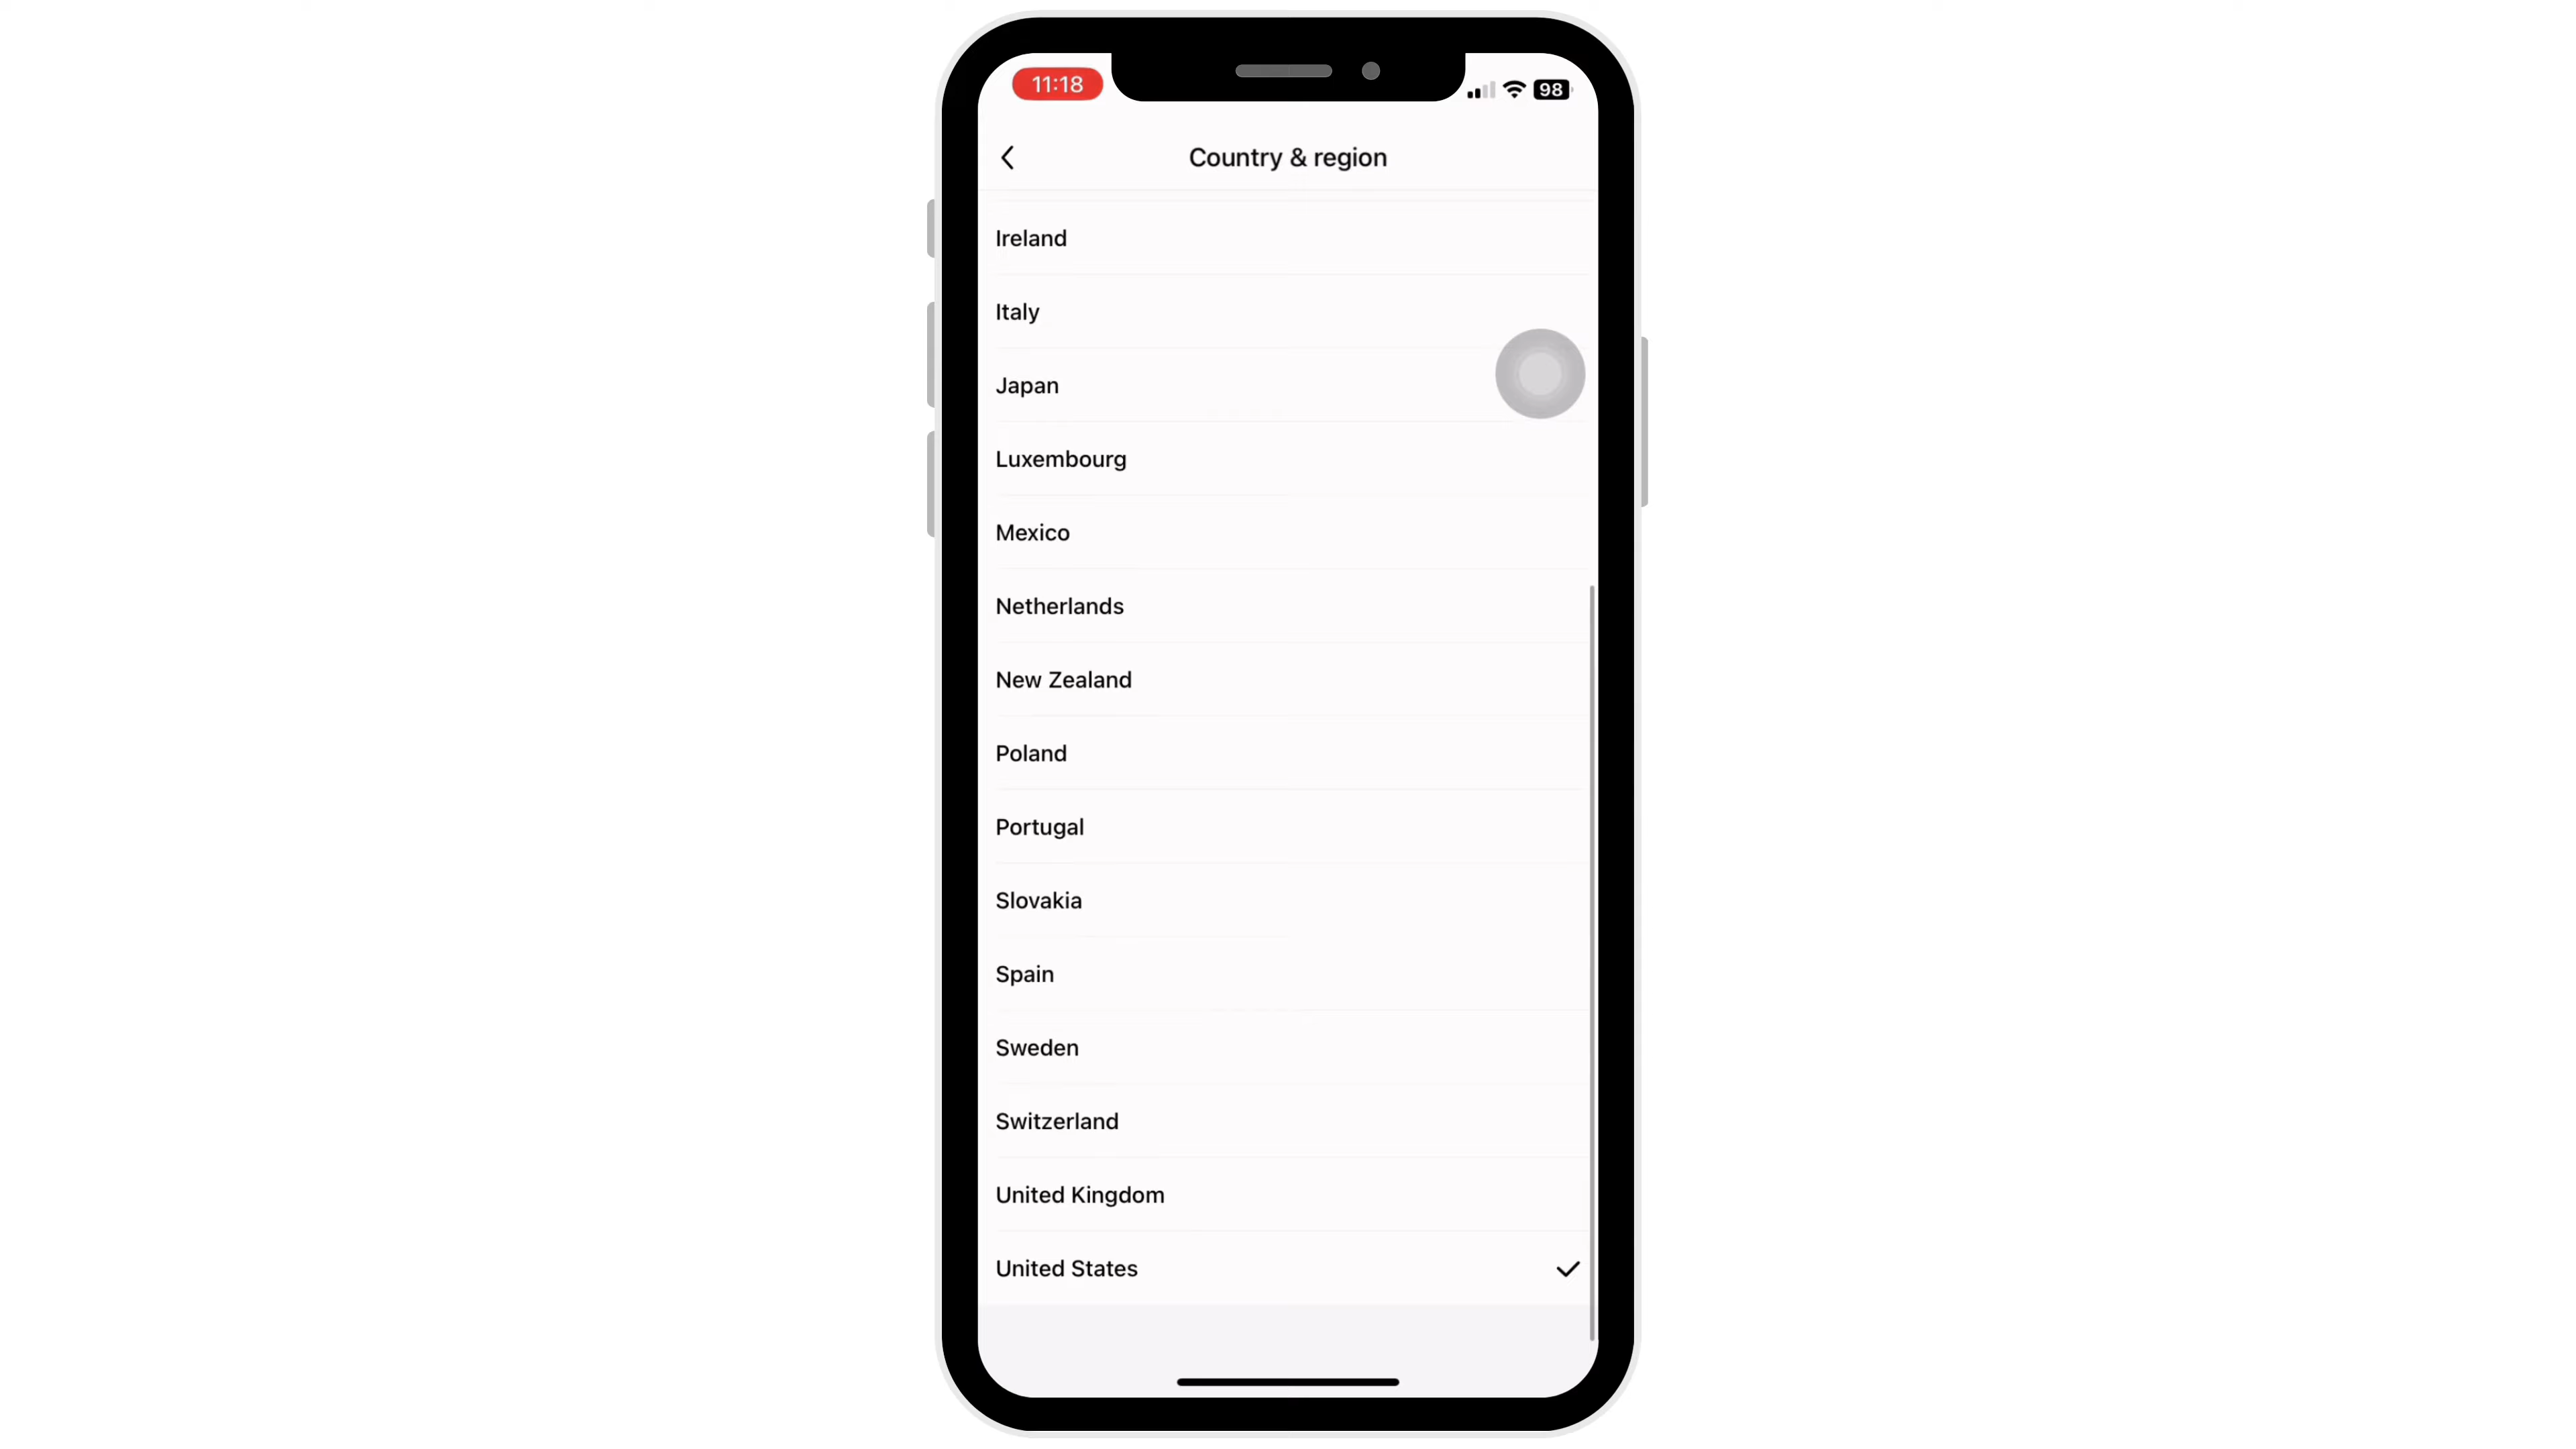 11:18
98
Country & region
Ireland
Italy
Japan
Luxembourg
Mexico
Netherlands
New Zealand
Poland
Portugal
Slovakia
Spain
Sweden
Switzerland
United Kingdom
United States